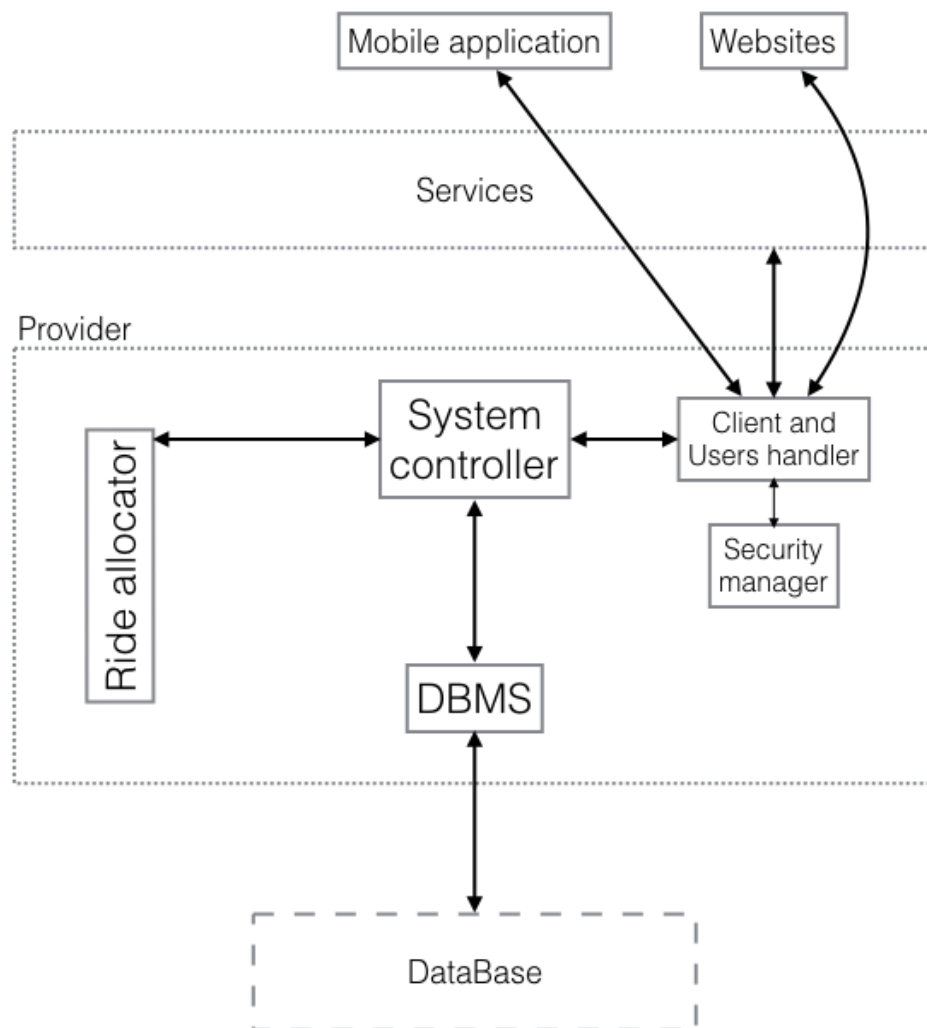 Mobile application
Websites
Services
Provider
System
controller
Client and
Users handler
Ride allocator
Security
manager
DBMS
DataBase